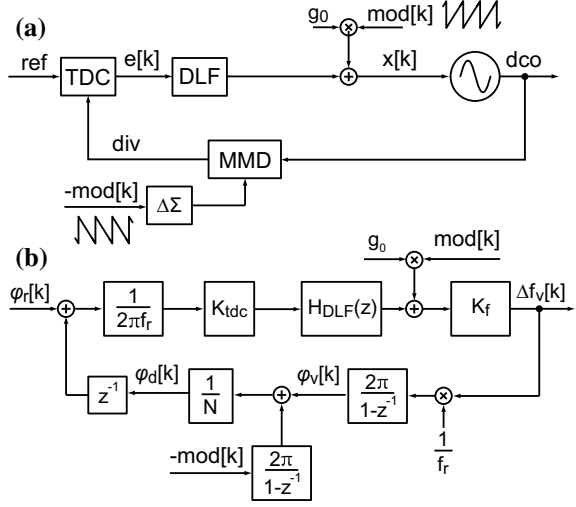 (a)
g₀ mod[k]
ref TDC e[k] DLF x[k] dco
div MMD
-mod[k] ΔΣ
(b)
g₀ mod[k]
φr[k] 1/2πfr Ktdc HDLF(z) Kf Δfv[k]
z⁻¹ φd[k] 1/N φv[k] 2π/1-z⁻¹ 1/fr
-mod[k] 2π/1-z⁻¹